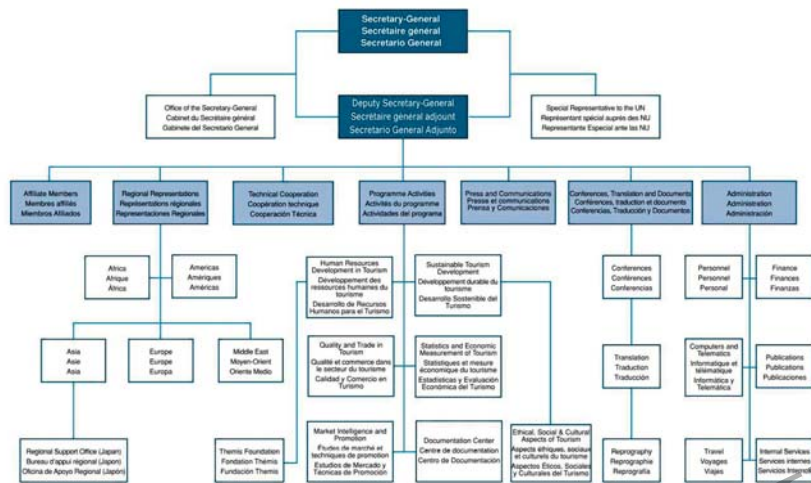 Secretary-General
Secrétaire général
Secretario General
Office of the Secretary-General
Cabinet du Secrétaire général
Gabinete del Secretario General
Deputy Secretary-General
Secrétaire général adjoint
Secretario General Adjunto
Special Representative to the UN
Représentant spécial auprès des NU
Representante Especial ante las NU
Affiliate Members
Membres affiliés
Miembros Afiliados
Regional Representations
Représentations régionales
Representaciones Regionales
Technical Cooperation
Coopération technique
Cooperación Técnica
Programme Activities
Activités du programme
Actividades del programa
Press and Communications
Presse et communications
Prensa y Comunicaciones
Conferences, Translation and Documents
Conférences, traduction et documents
Conferencias, Traducción y Documentos
Administration
Administration
Administración
Africa
Afrique
África
Americas
Amériques
Américas
Human Resources
Development in Tourism
Développement des
ressources humaines du
tourisme
Desarrollo de Recursos
Humanos para el Turismo
Sustainable Tourism
Development
Développement durable du
tourisme
Desarrollo Sostenible del
Turismo
Conferences
Conférences
Conferencias
Personnel
Personnel
Personal
Finance
Finances
Finanzas
Asia
Asie
Asia
Europe
Europe
Europa
Middle East
Moyen-Orient
Oriente Medio
Quality and Trade in
Tourism
Qualité et commerce dans
le secteur du tourisme
Calidad y Comercio en
Turismo
Statistics and Economic
Measurement of Tourism
Statistiques et mesure
économique du tourisme
Estadísticas y Evaluación
Económica del Turismo
Translation
Traduction
Traducción
Computers and
Telematics
Informatique et
télématique
Informática y
Telemática
Publications
Publications
Publicaciones
Regional Support Office (Japan)
Bureau d'appui régional (Japon)
Oficina de Apoyo Regional (Japón)
Themis Foundation
Fondation Thémis
Fundación Themis
Market Intelligence and
Promotion
Études de marché et
techniques de promotion
Estudios de Mercado y
Técnicas de Promoción
Documentation Center
Centre de documentation
Centro de Documentación
Ethical, Social & Cultural
Aspects of Tourism
Aspects éthiques, sociaux
et culturels du tourisme
Aspectos Éticos, Sociales
y Culturales del Turismo
Reprography
Reprographie
Reprografía
Travel
Voyages
Viajes
Internal Services
Services internes
Servicios Internos